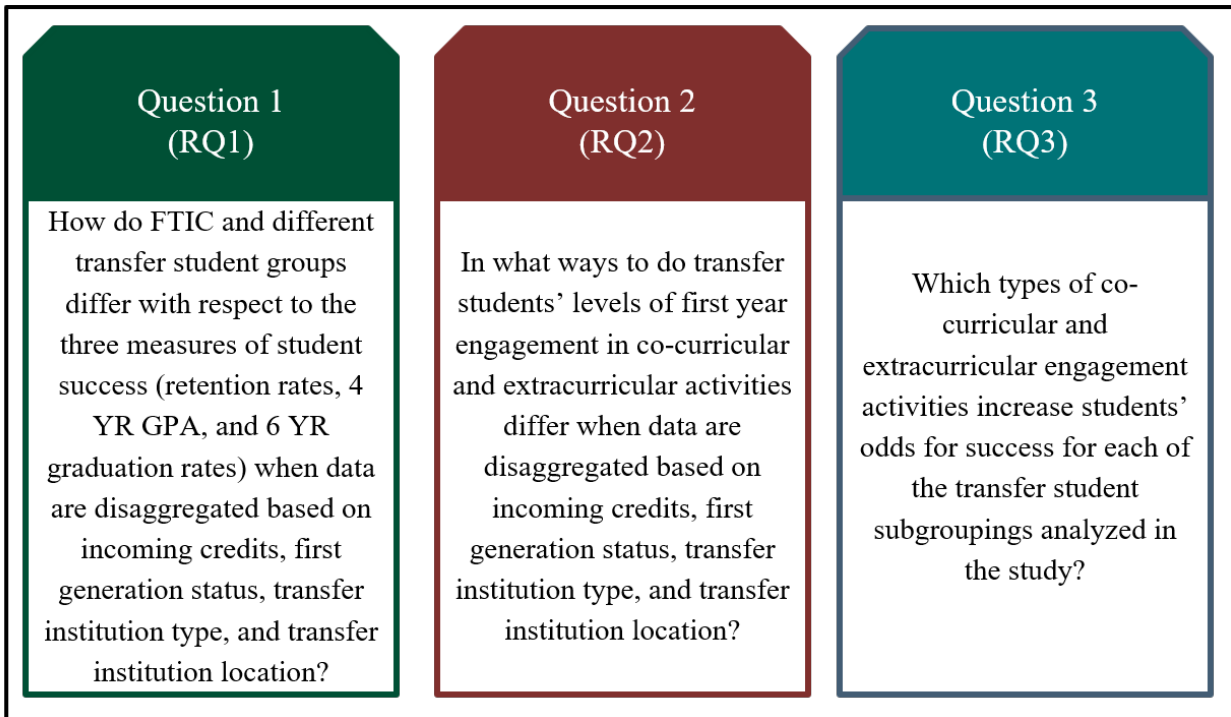 Question 1
(RQ1)
How do FTIC and different
transfer student groups
differ with respect to the
three measures of student
success (retention rates, 4
YR GPA, and 6 YR
graduation rates) when data
are disaggregated based on
incoming credits, first
generation status, transfer
institution type, and transfer
institution location?
Question 2
(RQ2)
In what ways to do transfer
students’ levels of first year
engagement in co-curricular
and extracurricular activities
differ when data are
disaggregated based on
incoming credits, first
generation status, transfer
institution type, and transfer
institution location?
Question 3
(RQ3)
Which types of co-
curricular and
extracurricular engagement
activities increase students’
odds for success for each of
the transfer student
subgroupings analyzed in
the study?